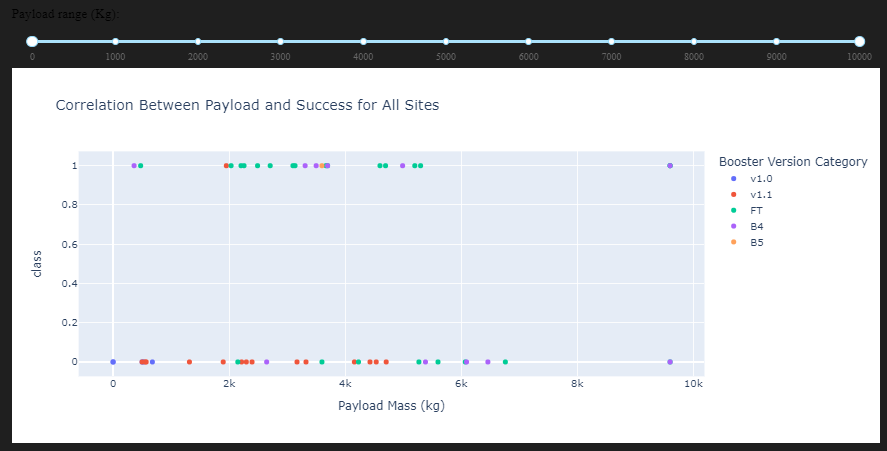 Payload range (Kg):
0 1000 2000 3000 4000 5000 6000 7000 8000 9000 10000
Correlation Between Payload and Success for All Sites
Booster Version Category
v1.0
v1.1
FT
B4
B5
class
1
0.8
0.6
0.4
0.2
0
0 2k 4k 6k 8k 10k
Payload Mass (kg)